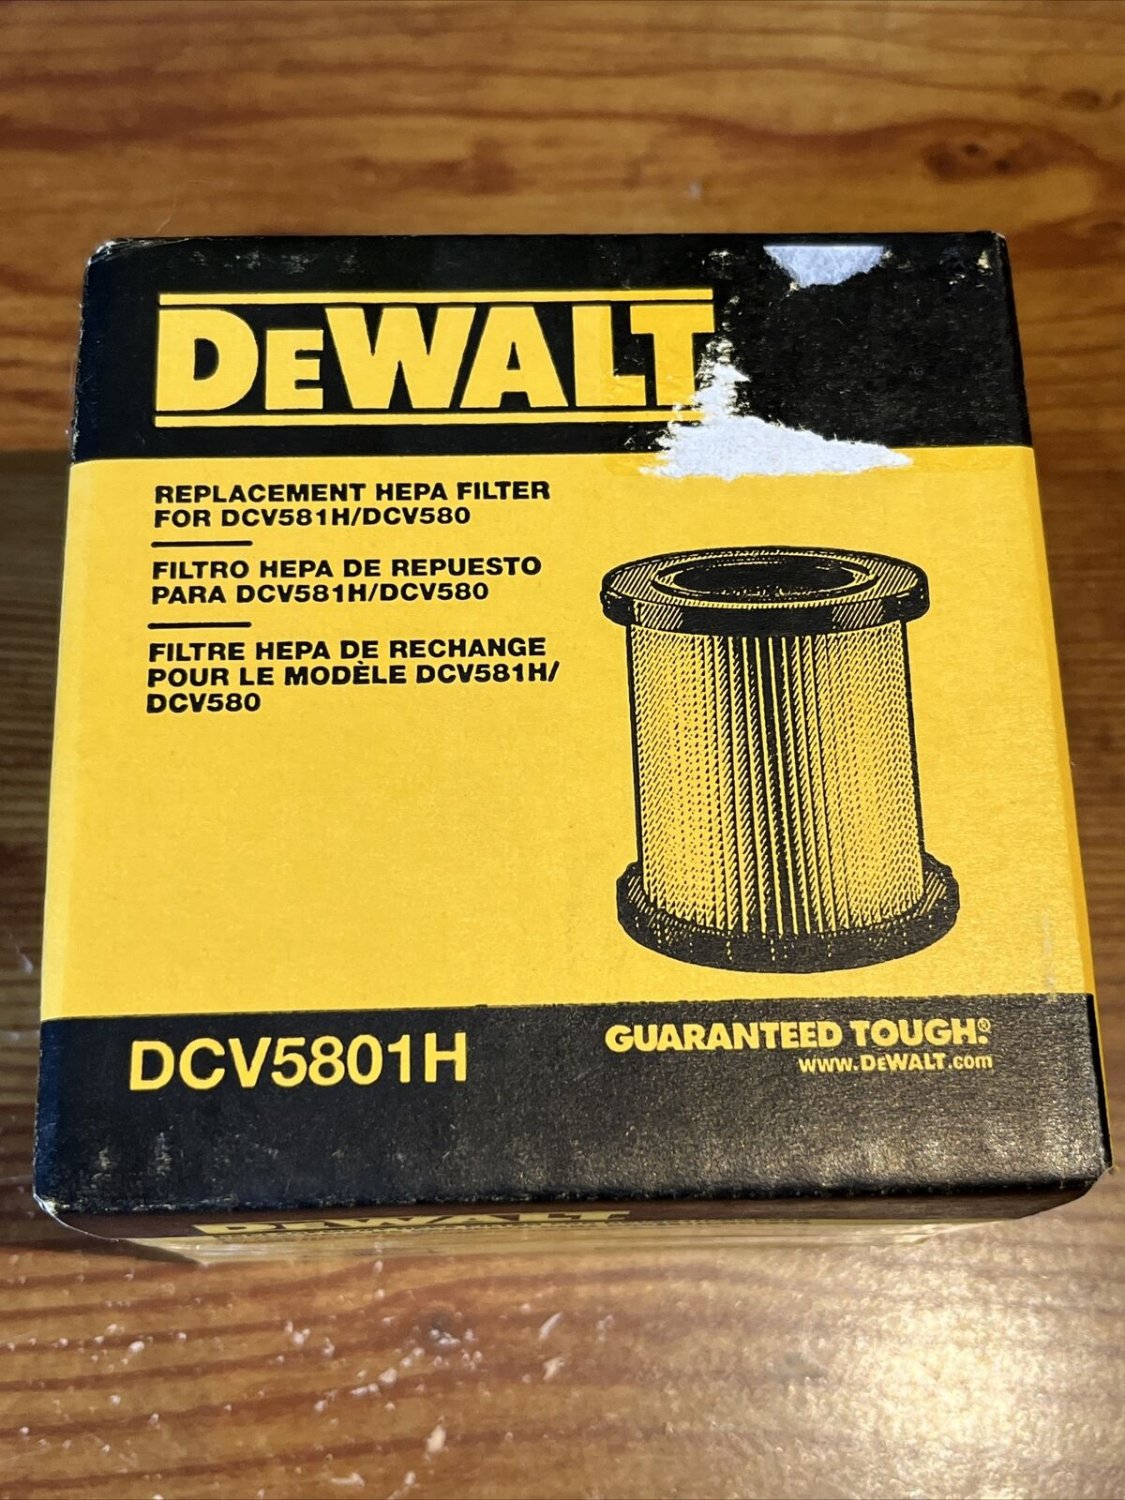 DEWALT
REPLACEMENT HEPA FILTER
FOR DCV581H/DCV580
FILTRO HEPA DE REPUESTO
PARA DCV581H/DCV580
FILTRE HEPA DE RECHANGE
POUR LE MODÈLE DCV581H/
DCV580
DCV5801H
GUARANTEED TOUGH.®
www.DEWALT.com
DEWALT